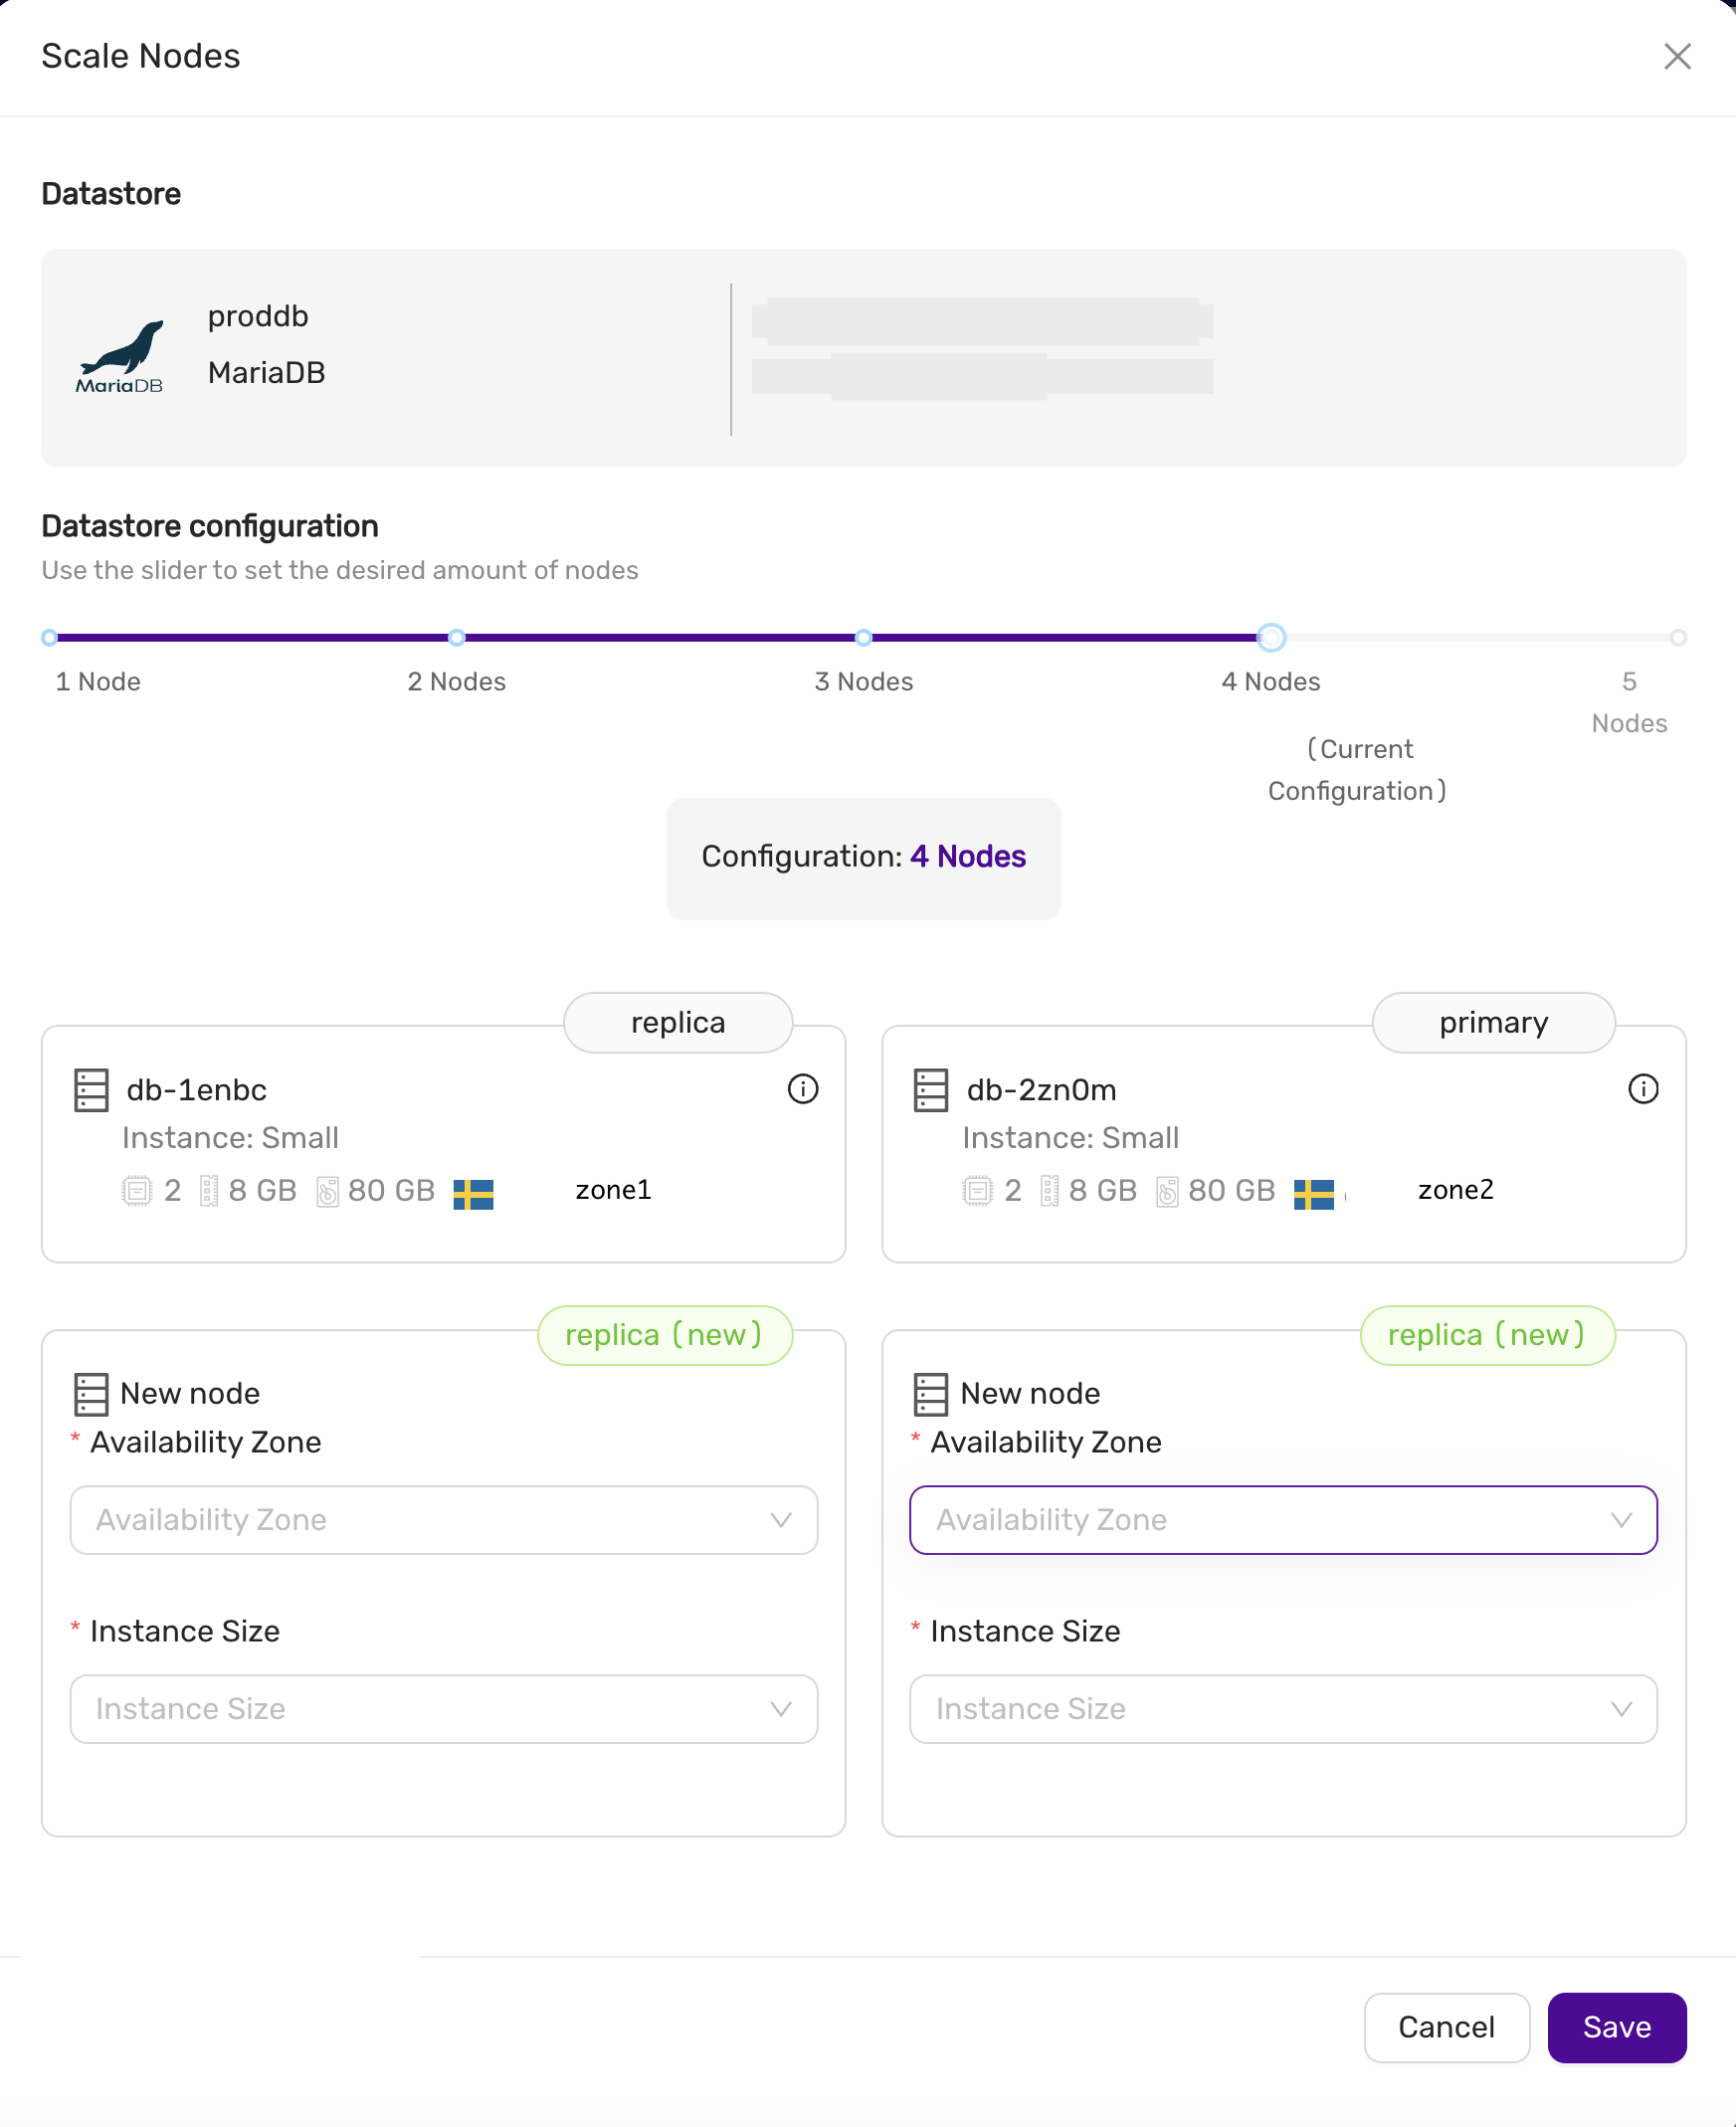 Scale Nodes
Datastore
proddb
MariaDB
MariaDB
Datastore configuration
Use the slider to set the desired amount of nodes
1 Node
2 Nodes
3 Nodes
4 Nodes
(Current
Configuration)
5
Nodes
Configuration: 4 Nodes
replica
db-1enbc
Instance: Small
2 8 GB 80 GB zone1
primary
db-2zn0m
Instance: Small
2 8 GB 80 GB zone2
replica (new)
New node
* Availability Zone
Availability Zone
* Instance Size
Instance Size
replica (new)
New node
* Availability Zone
Availability Zone
* Instance Size
Instance Size
Cancel
Save